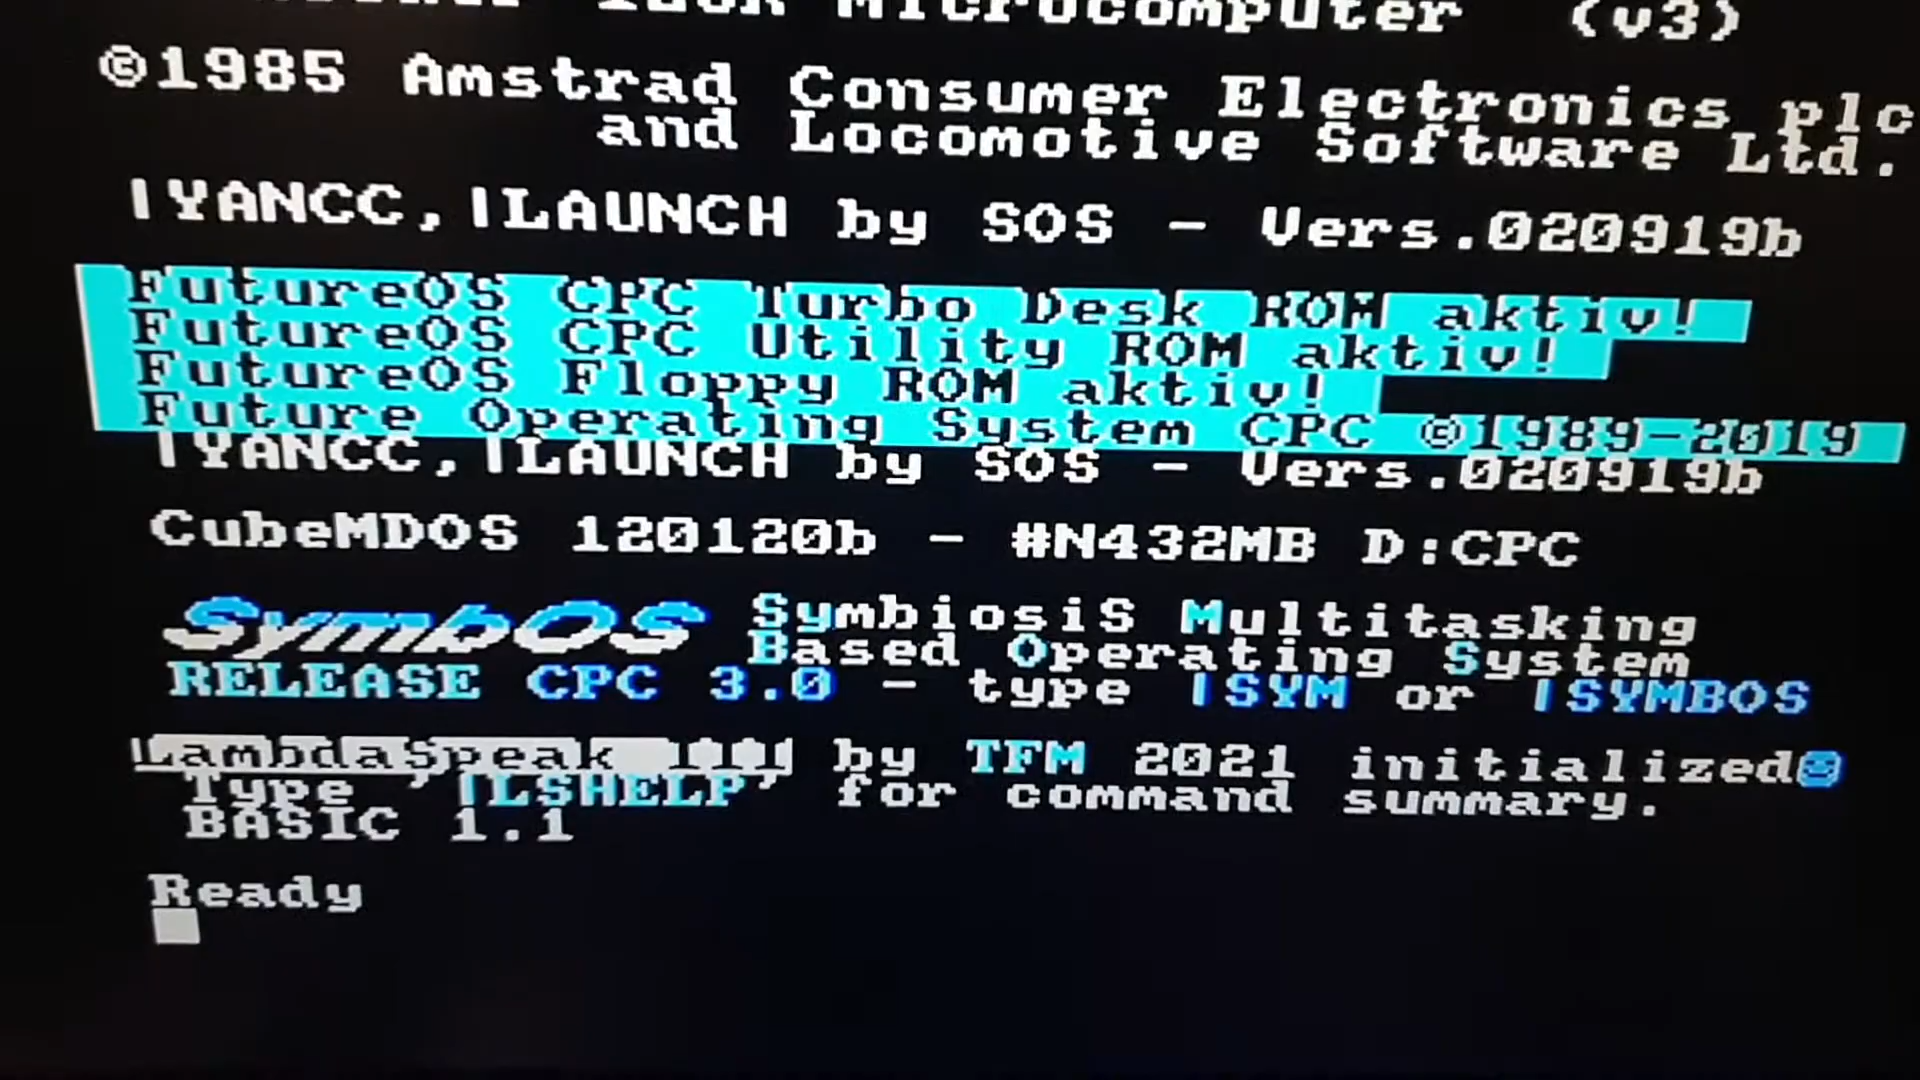 Microcomputer (v3)
©1985 Amstrad Consumer Electronics plc
and Locomotive Software Ltd.
|YANCC,|LAUNCH by SOS - Vers.020919b
FutureOS CPC Turbo Desk ROM aktiv!
FutureOS CPC Utility ROM aktiv!
FutureOS Floppy ROM aktiv!
Future Operating System CPC ©1989-2019
|YANCC,|LAUNCH by SOS - Vers.020919b
CubeMDOS 120120b - #N432MB D:CPC
SymbOS SymbiosiS Multitasking
Based Operating System
RELEASE CPC 3.0 - type |SYM or |SYMBOS
LambdaSpeak by TFM 2021 initialized
Type '|LSHELP' for command summary.
BASIC 1.1
Ready